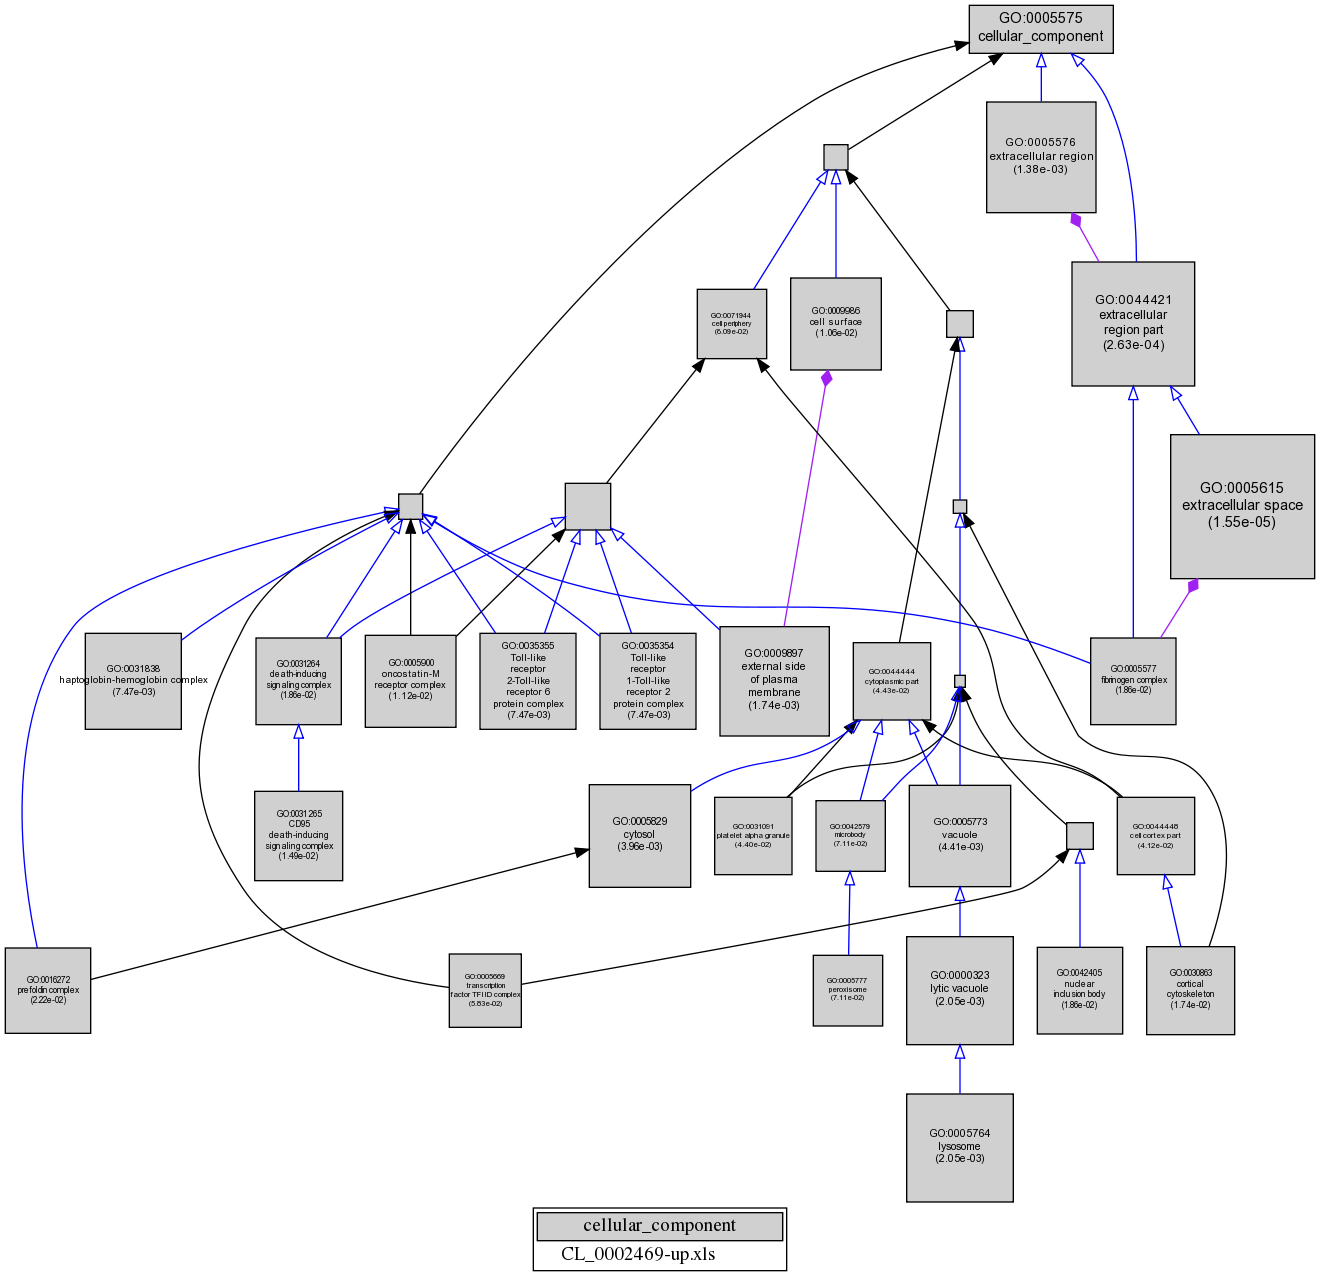 GO:0005575
cellular_component
GO:0005576
extracellular region
(1.38e-03)
GO:0044421
extracellular
region part
(2.63e-04)
GO:0071944
cell periphery
(6.09e-02)
GO:0009986
cell surface
(1.06e-02)
GO:0005615
extracellular space
(1.55e-05)
GO:0031838
haptoglobin-hemoglobin complex
(7.47e-03)
GO:0031264
death-inducing
signaling complex
(1.86e-02)
GO:0005900
oncostatin-M
receptor complex
(1.12e-02)
GO:0035355
Toll-like
receptor
2-Toll-like
receptor 6
protein complex
(7.47e-03)
GO:0035354
Toll-like
receptor
1-Toll-like
receptor 2
protein complex
(7.47e-03)
GO:0009897
external side
of plasma
membrane
(1.74e-03)
GO:0044444
cytoplasmic part
(4.43e-02)
GO:0005577
fibrinogen complex
(1.86e-02)
GO:0031265
CD95
death-inducing
signaling complex
(1.49e-02)
GO:0005829
cytosol
(3.96e-03)
GO:0031091
platelet alpha granule
(4.40e-02)
GO:0042579
microbody
(7.11e-02)
GO:0005773
vacuole
(4.41e-03)
GO:0044448
cell cortex part
(4.12e-02)
GO:0016272
prefoldin complex
(2.22e-02)
GO:0005669
transcription
factor TFIID complex
(5.83e-02)
GO:0005777
peroxisome
(7.11e-02)
GO:0000323
lytic vacuole
(2.05e-03)
GO:0042405
nuclear
inclusion body
(1.86e-02)
GO:0030863
cortical
cytoskeleton
(1.74e-02)
GO:0005764
lysosome
(2.05e-03)
cellular_component
CL_0002469-up.xls